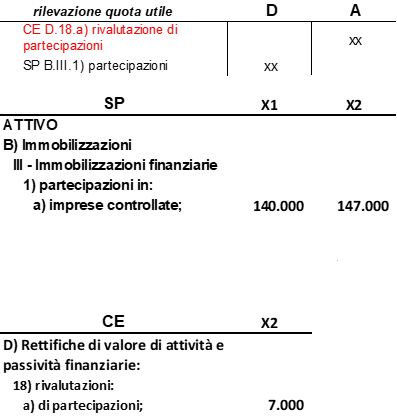 rilevazione quota utile D A
CE D.18.a) rivalutazione di
partecipazioni xx
SP B.III.1) partecipazioni xx
SP X1 X2
ATTIVO
B) Immobilizzazioni
III - Immobilizzazioni finanziarie
1) partecipazioni in:
a) imprese controllate; 140.000 147.000
CE X2
D) Rettifiche di valore di attività e
passività finanziarie:
18) rivalutazioni:
a) di partecipazioni; 7.000